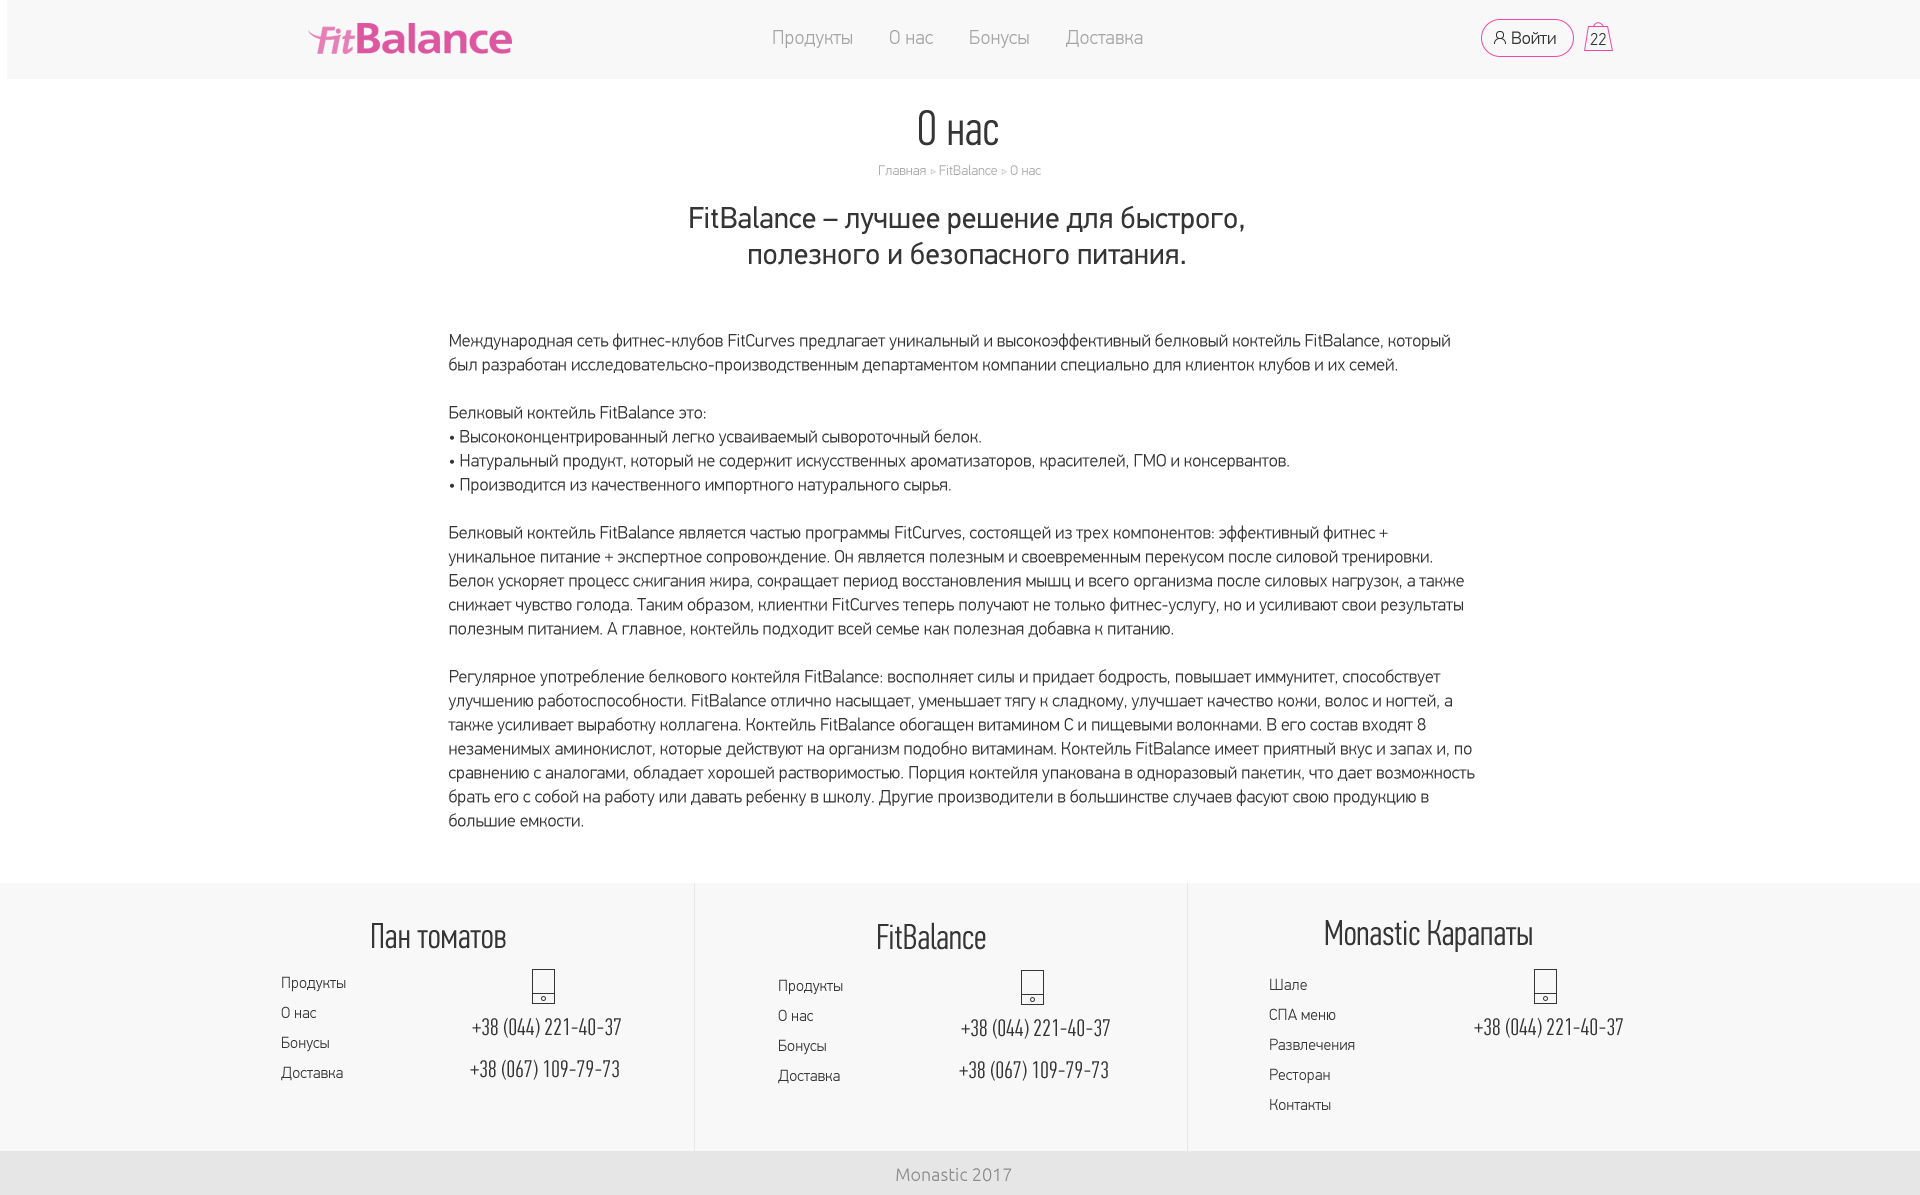 FitBalance
Продукты О нас Бонусы Доставка
Войти 22
О нас
Главная ▹ FitBalance ▹ О нас
FitBalance – лучшее решение для быстрого,
полезного и безопасного питания.
Международная сеть фитнес-клубов FitCurves предлагает уникальный и высокоэффективный белковый коктейль FitBalance, который
был разработан исследовательско-производственным департаментом компании специально для клиенток клубов и их семей.
Белковый коктейль FitBalance это:
• Высококонцентрированный легко усваиваемый сывороточный белок.
• Натуральный продукт, который не содержит искусственных ароматизаторов, красителей, ГМО и консервантов.
• Производится из качественного импортного натурального сырья.
Белковый коктейль FitBalance является частью программы FitCurves, состоящей из трех компонентов: эффективный фитнес +
уникальное питание + экспертное сопровождение. Он является полезным и своевременным перекусом после силовой тренировки.
Белок ускоряет процесс сжигания жира, сокращает период восстановления мышц и всего организма после силовых нагрузок, а также
снижает чувство голода. Таким образом, клиентки FitCurves теперь получают не только фитнес-услугу, но и усиливают свои результаты
полезным питанием. А главное, коктейль подходит всей семье как полезная добавка к питанию.
Регулярное употребление белкового коктейля FitBalance: восполняет силы и придает бодрость, повышает иммунитет, способствует
улучшению работоспособности. FitBalance отлично насыщает, уменьшает тягу к сладкому, улучшает качество кожи, волос и ногтей, а
также усиливает выработку коллагена. Коктейль FitBalance обогащен витамином С и пищевыми волокнами. В его состав входят 8
незаменимых аминокислот, которые действуют на организм подобно витаминам. Коктейль FitBalance имеет приятный вкус и запах и, по
сравнению с аналогами, обладает хорошей растворимостью. Порция коктейля упакована в одноразовый пакетик, что дает возможность
брать его с собой на работу или давать ребенку в школу. Другие производители в большинстве случаев фасуют свою продукцию в
большие емкости.
Пан томатов
Продукты
О нас
Бонусы
Доставка
+38 (044) 221-40-37
+38 (067) 109-79-73
FitBalance
Продукты
О нас
Бонусы
Доставка
+38 (044) 221-40-37
+38 (067) 109-79-73
Monastic Карапаты
Шале
СПА меню
Развлечения
Ресторан
Контакты
+38 (044) 221-40-37
Monastic 2017